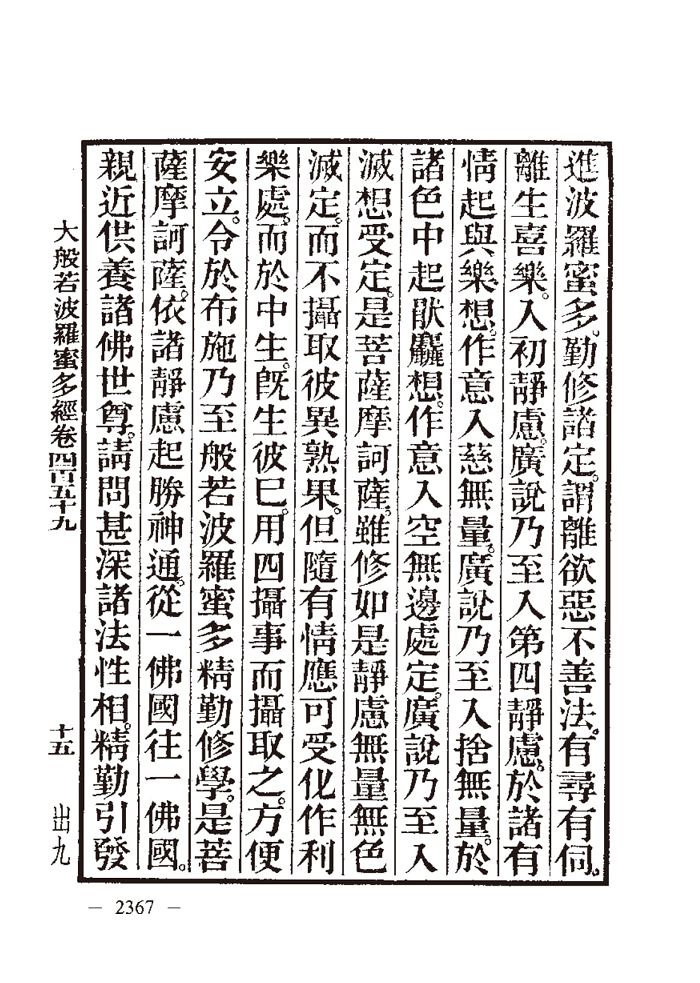 進波羅蜜多。勤修諸定。謂離欲惡不善法。有尋有伺。
離生喜樂。入初靜慮。廣說乃至入第四靜慮。於諸有
情起與樂想。作意入慈無量。廣說乃至入捨無量。於
諸色中起猒麤想。作意入空無邊處定。廣說乃至入
滅想受定。是菩薩摩訶薩。雖修如是靜慮無量無色
滅定。而不攝取彼異熟果。但隨有情應可受化作利
樂處。而於中生。旣生彼巳。用四攝事而攝取之。方便
安立。令於布施乃至般若波羅蜜多精勤修學。是菩
薩摩訶薩。依諸靜慮起勝神通。從一佛國往一佛國。
親近供養諸佛世尊。請問甚深諸法性相。精勤引發
大般若波羅蜜多經卷四百五十九
十五
出九
— 2367 —